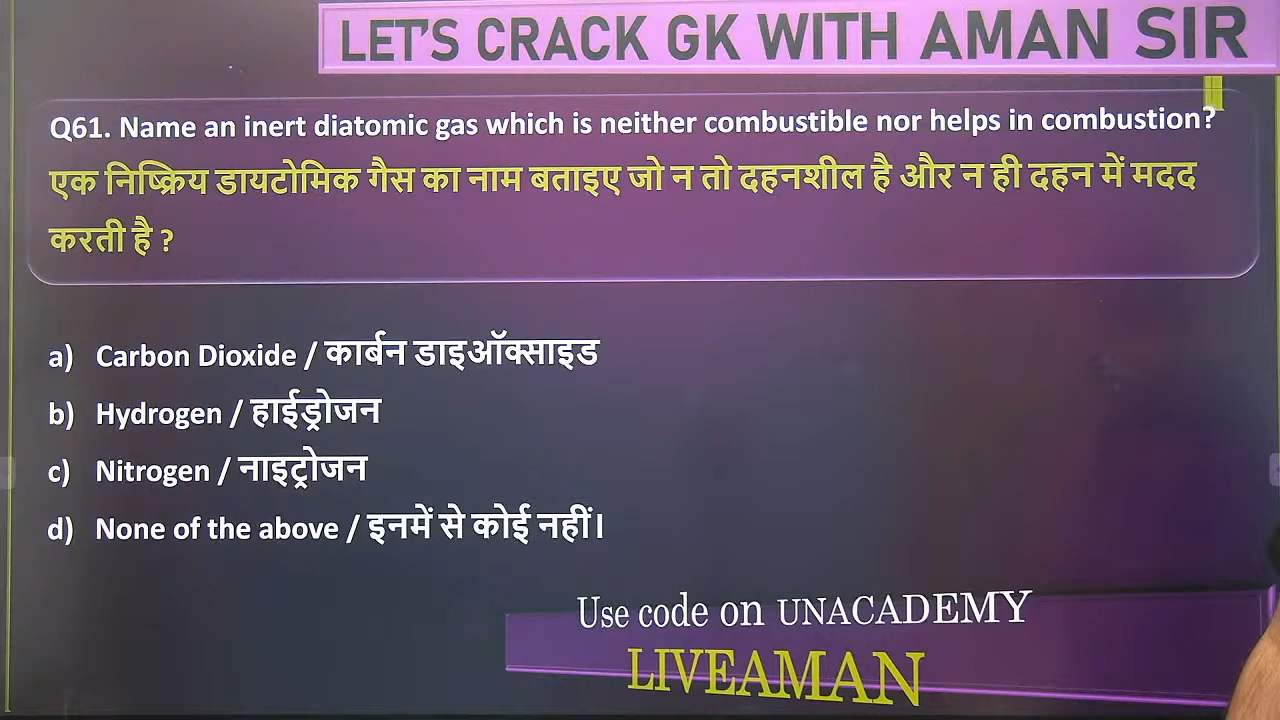 LET'S CRACK GK WITH AMAN SIR
Q61. Name an inert diatomic gas which is neither combustible nor helps in combustion?
एक निष्क्रिय डायटोमिक गैस का नाम बताइए जो न तो दहनशील है और न ही दहन में मदद
करती है ?
a) Carbon Dioxide / कार्बन डाइऑक्साइड
b) Hydrogen / हाईड्रोजन
c) Nitrogen / नाइट्रोजन
d) None of the above / इनमें से कोई नहीं।
Use code on UNACADEMY
LIVEAMAN